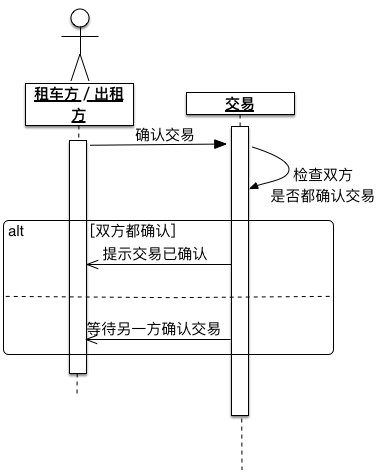 租车方 / 出租
方
交易
确认交易
检查双方
是否都确认交易
alt
[双方都确认]
提示交易已确认
等待另一方确认交易